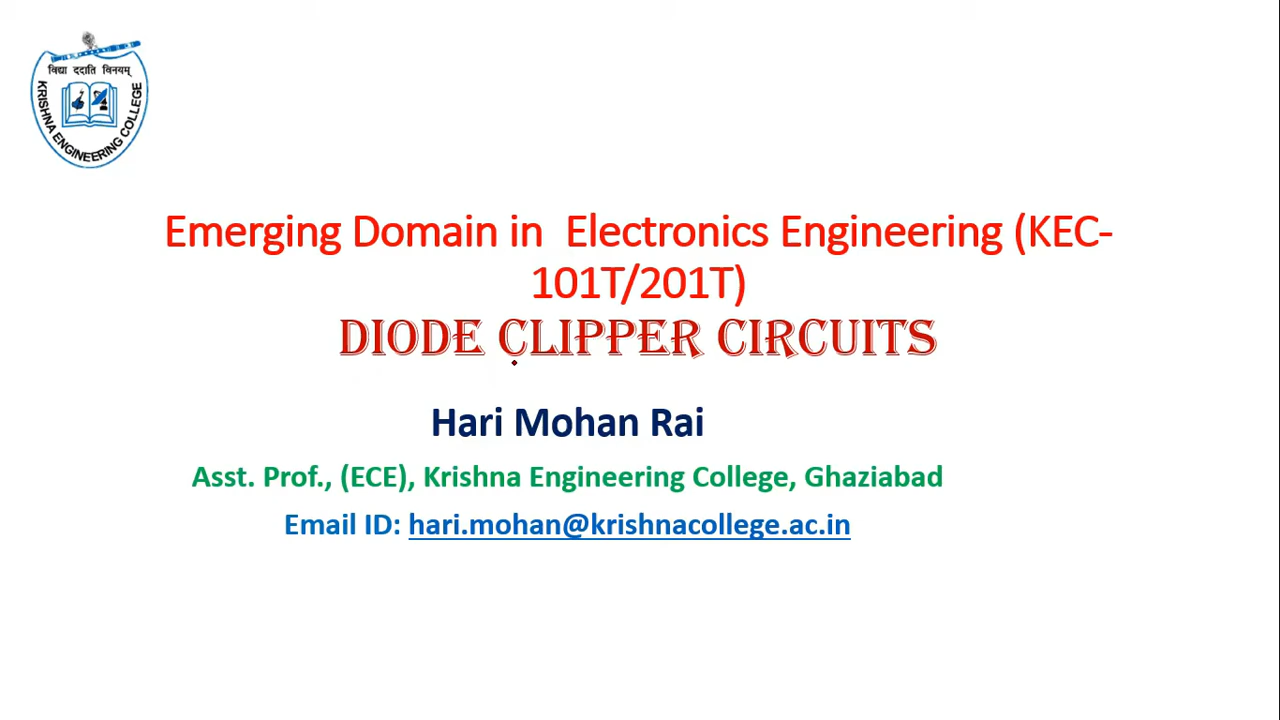 विद्या ददाति विनयम्
KRISHNA ENGINEERING COLLEGE
Emerging Domain in Electronics Engineering (KEC-
101T/201T)
DIODE CLIPPER CIRCUITS
Hari Mohan Rai
Asst. Prof., (ECE), Krishna Engineering College, Ghaziabad
Email ID: hari.mohan@krishnacollege.ac.in